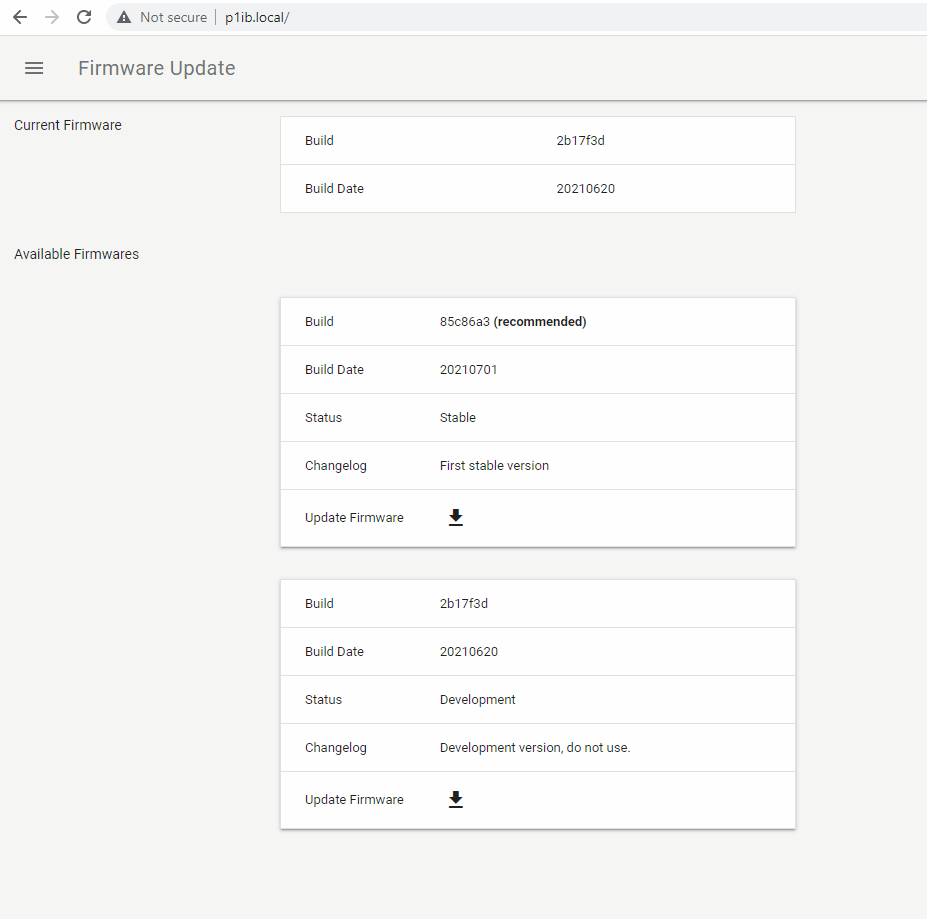 Not secure | p1ib.local/
Firmware Update
Current Firmware
Build 2b17f3d
Build Date 20210620
Available Firmwares
Build 85c86a3 (recommended)
Build Date 20210701
Status Stable
Changelog First stable version
Update Firmware
Build 2b17f3d
Build Date 20210620
Status Development
Changelog Development version, do not use.
Update Firmware